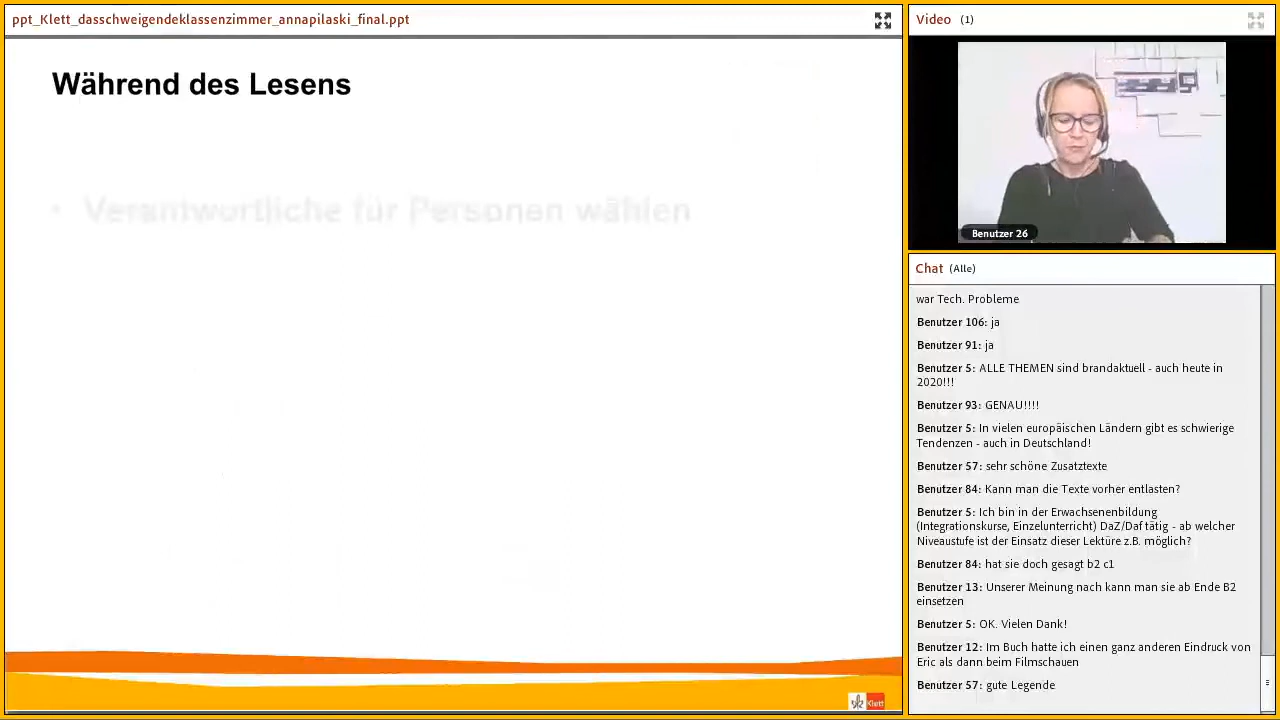 ppt_Klett_dasschweigendeklassenzimmer_annapilaski_final.ppt
Während des Lesens
• Verantwortliche für Personen wählen
Klett
Video (1)
Benutzer 26
Chat (Alle)
war Tech. Probleme
Benutzer 106: ja
Benutzer 91: ja
Benutzer 5: ALLE THEMEN sind brandaktuell - auch heute in
2020!!!
Benutzer 93: GENAU!!!!
Benutzer 5: In vielen europäischen Ländern gibt es schwierige
Tendenzen - auch in Deutschland!
Benutzer 57: sehr schöne Zusatztexte
Benutzer 84: Kann man die Texte vorher entlasten?
Benutzer 5: Ich bin in der Erwachsenenbildung
(Integrationskurse, Einzelunterricht) DaZ/Daf tätig - ab welcher
Niveaustufe ist der Einsatz dieser Lektüre z.B. möglich?
Benutzer 84: hat sie doch gesagt b2 c1
Benutzer 13: Unserer Meinung nach kann man sie ab Ende B2
einsetzen
Benutzer 5: OK. Vielen Dank!
Benutzer 12: Im Buch hatte ich einen ganz anderen Eindruck von
Eric als dann beim Filmschauen
Benutzer 57: gute Legende